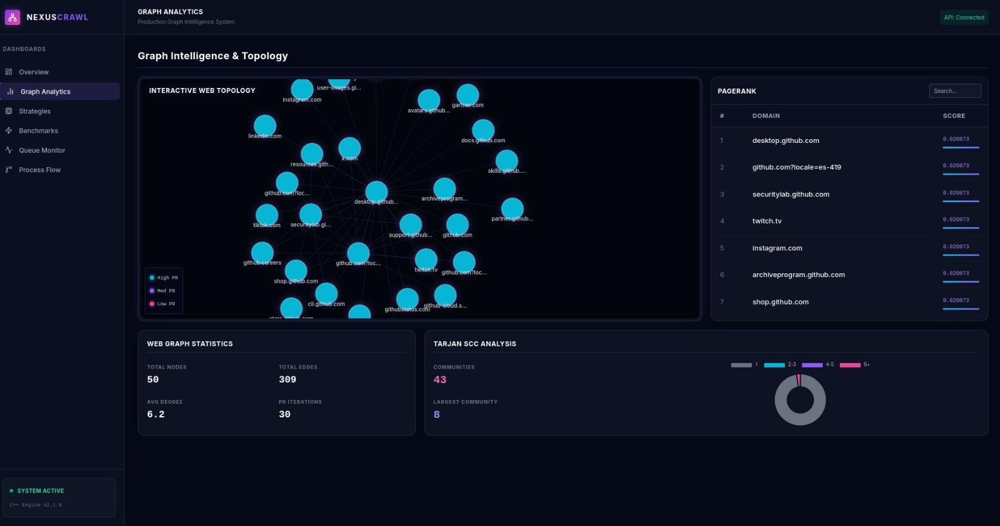 NEXUSCRAWL
DASHBOARDS
Overview
Graph Analytics
Strategies
Benchmarks
Queue Monitor
Process Flow
SYSTEM ACTIVE
C++ Engine v2.1.0
GRAPH ANALYTICS
Production Graph Intelligence System
API: Connected
Graph Intelligence & Topology
INTERACTIVE WEB TOPOLOGY
user-images.gi...
instagram.com
gartner.com
avatars.github...
linkedin.com
docs.github.com
x.com
resources.gith...
skills.github....
github.com?loc...
desktop.github...
archiveprogram...
partner.github...
tiktok.com
securitylab.gi...
support.github...
github.com
github.careers
github.com?loc...
twitch.tv
github.com?loc...
shop.github.com
cli.github.com
githubstatus.com
github-cloud.s...
stars.github.com
High PR
Med PR
Low PR
PAGERANK
Search...
# DOMAIN SCORE
1 desktop.github.com 0.020873
2 github.com?locale=es-419 0.020873
3 securitylab.github.com 0.020873
4 twitch.tv 0.020873
5 instagram.com 0.020873
6 archiveprogram.github.com 0.020873
7 shop.github.com 0.020873
WEB GRAPH STATISTICS
TOTAL NODES TOTAL EDGES
50 309
AVG DEGREE PR ITERATIONS
6.2 30
TARJAN SCC ANALYSIS
COMMUNITIES
43
LARGEST COMMUNITY
8
1 2-3 4-5 6+